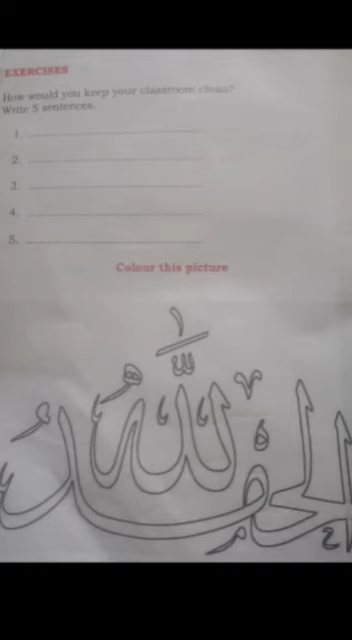 EXERCISES
How would you keep your classroom clean?
Write 5 sentences.
1.
2.
3.
4.
5.
Colour this picture
الحمد لله